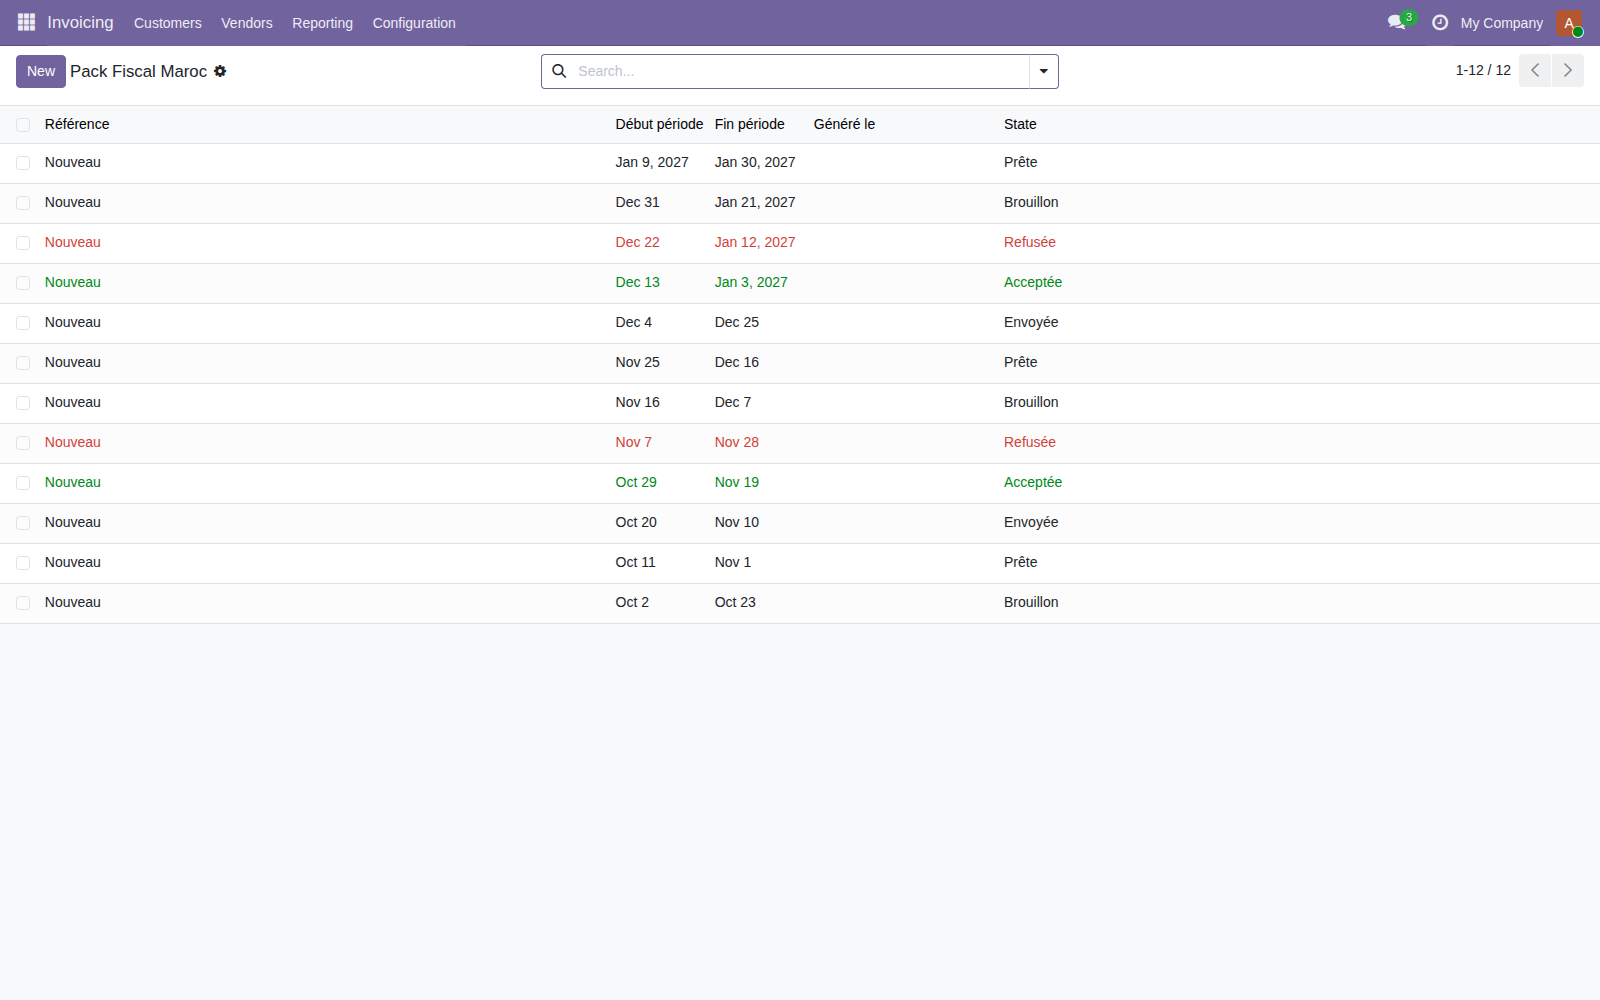 Invoicing Customers Vendors Reporting Configuration 3 My Company A
New Pack Fiscal Maroc Search... 1-12 / 12
Référence Début période Fin période Généré le State
Nouveau Jan 9, 2027 Jan 30, 2027 Prête
Nouveau Dec 31 Jan 21, 2027 Brouillon
Nouveau Dec 22 Jan 12, 2027 Refusée
Nouveau Dec 13 Jan 3, 2027 Acceptée
Nouveau Dec 4 Dec 25 Envoyée
Nouveau Nov 25 Dec 16 Prête
Nouveau Nov 16 Dec 7 Brouillon
Nouveau Nov 7 Nov 28 Refusée
Nouveau Oct 29 Nov 19 Acceptée
Nouveau Oct 20 Nov 10 Envoyée
Nouveau Oct 11 Nov 1 Prête
Nouveau Oct 2 Oct 23 Brouillon